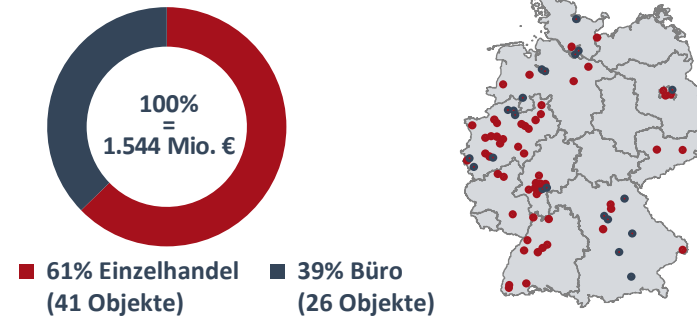 100%
=
1.544 Mio. €
61% Einzelhandel
(41 Objekte)
39% Büro
(26 Objekte)